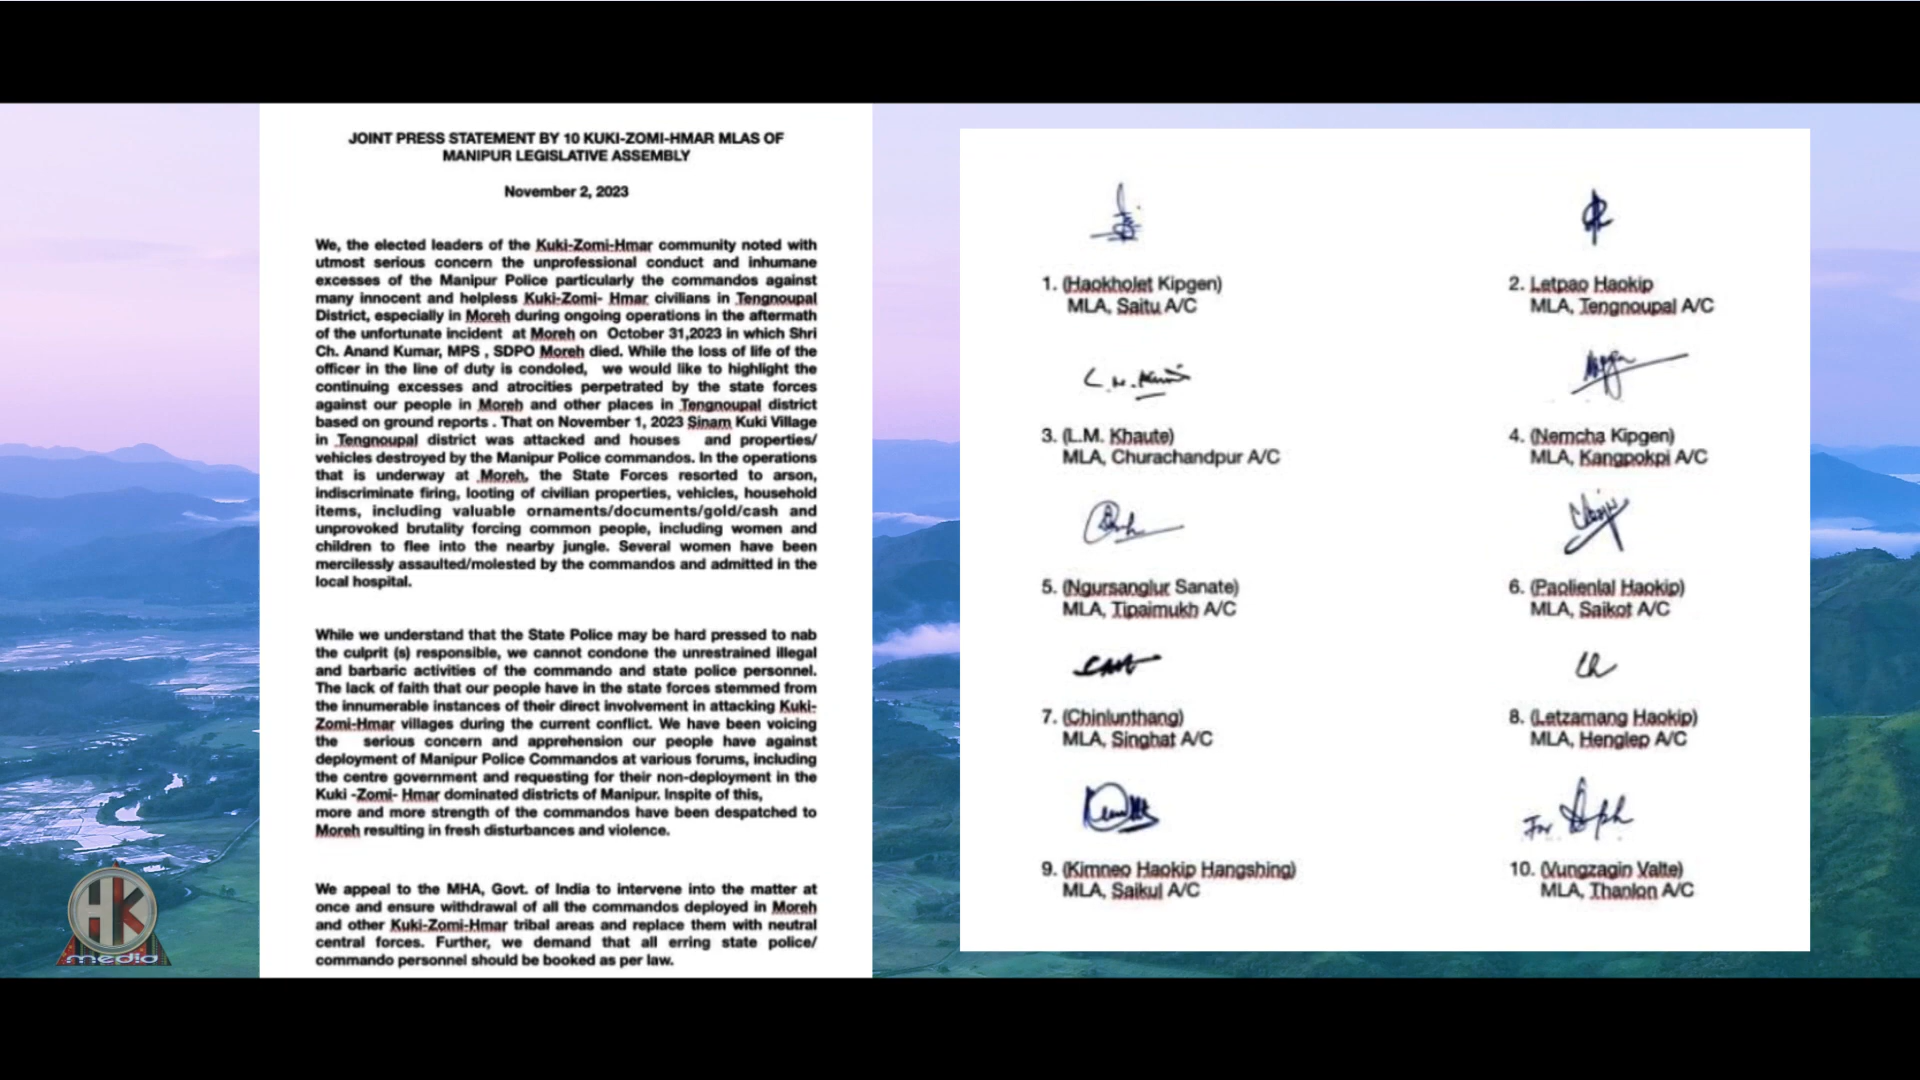 JOINT PRESS STATEMENT BY 10 KUKI-ZOMI-HMAR MLAS OF
MANIPUR LEGISLATIVE ASSEMBLY
November 2, 2023
We, the elected leaders of the Kuki-Zomi-Hmar community noted with
utmost serious concern the unprofessional conduct and inhumane
excesses of the Manipur Police particularly the commandos against
many innocent and helpless Kuki-Zomi- Hmar civilians in Tengnoupal
District, especially in Moreh during ongoing operations in the aftermath
of the unfortunate incident at Moreh on October 31,2023 in which Shri
Ch. Anand Kumar, MPS , SDPO Moreh died. While the loss of life of the
officer in the line of duty is condoled, we would like to highlight the
continuing excesses and atrocities perpetrated by the state forces
against our people in Moreh and other places in Tengnoupal district
based on ground reports . That on November 1, 2023 Sinam Kuki Village
in Tengnoupal district was attacked and houses and properties/
vehicles destroyed by the Manipur Police commandos. In the operations
that is underway at Moreh, the State Forces resorted to arson,
indiscriminate firing, looting of civilian properties, vehicles, household
items, including valuable ornaments/documents/gold/cash and
unprovoked brutality forcing common people, including women and
children to flee into the nearby jungle. Several women have been
mercilessly assaulted/molested by the commandos and admitted in the
local hospital.
While we understand that the State Police may be hard pressed to nab
the culprit (s) responsible, we cannot condone the unrestrained illegal
and barbaric activities of the commando and state police personnel.
The lack of faith that our people have in the state forces stemmed from
the innumerable instances of their direct involvement in attacking Kuki-
Zomi-Hmar villages during the current conflict. We have been voicing
the serious concern and apprehension our people have against
deployment of Manipur Police Commandos at various forums, including
the centre government and requesting for their non-deployment in the
Kuki -Zomi- Hmar dominated districts of Manipur. Inspite of this,
more and more strength of the commandos have been despatched to
Moreh resulting in fresh disturbances and violence.
We appeal to the MHA, Govt. of India to intervene into the matter at
once and ensure withdrawal of all the commandos deployed in Moreh
and other Kuki-Zomi-Hmar tribal areas and replace them with neutral
central forces. Further, we demand that all erring state police/
commando personnel should be booked as per law.
1. (Haokholet Kipgen)
MLA, Saitu A/C
2. Letpao Haokip
MLA, Tengnoupal A/C
3. (L.M. Khaute)
MLA, Churachandpur A/C
4. (Nemcha Kipgen)
MLA, Kangpokpi A/C
5. (Ngursanglur Sanate)
MLA, Tipaimukh A/C
6. (Paolienlal Haokip)
MLA, Saikot A/C
7. (Chinlunthang)
MLA, Singhat A/C
8. (Letzamang Haokip)
MLA, Henglep A/C
For
9. (Kimneo Haokip Hangshing)
MLA, Saikul A/C
10. (Vungzagin Valte)
MLA, Thanlon A/C
HK
media